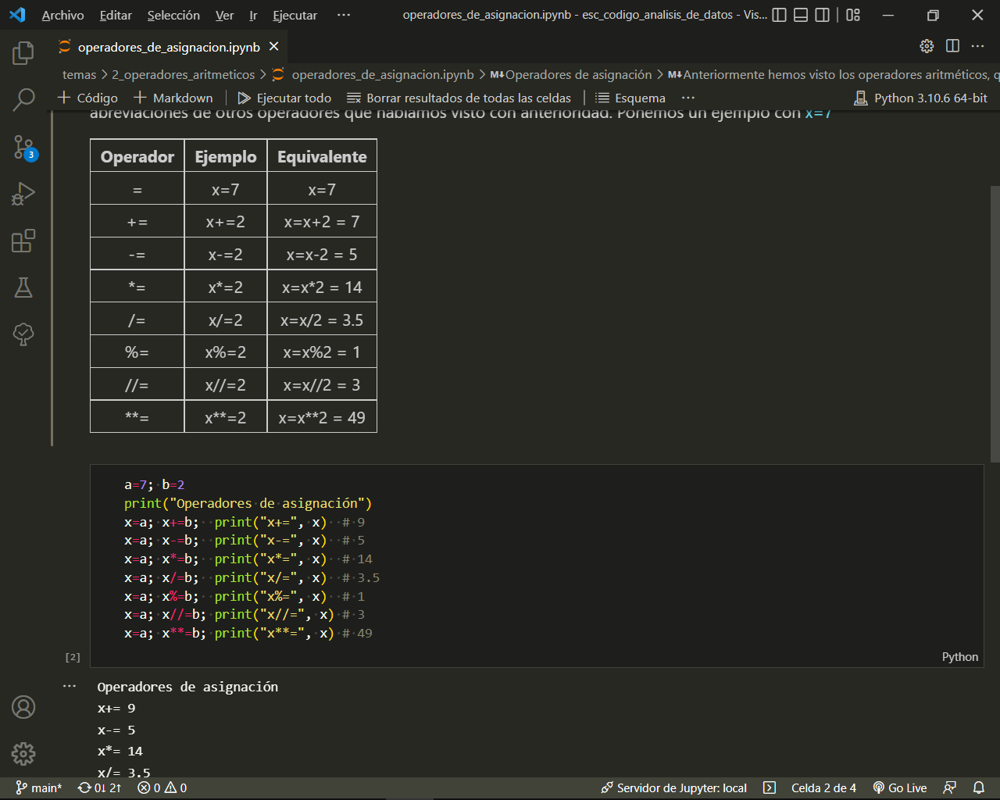 Archivo Editar Selección Ver Ir Ejecutar ··· operadores_de_asignacion.ipynb - esc_codigo_analisis_de_datos - Vis...
operadores_de_asignacion.ipynb
temas > 2_operadores_aritmeticos > operadores_de_asignacion.ipynb > M↓Operadores de asignación > M↓Anteriormente hemos visto los operadores aritméticos, q
+ Código + Markdown Ejecutar todo Borrar resultados de todas las celdas Esquema ··· Python 3.10.6 64-bit
abreviaciones de otros operadores que habíamos visto con anterioridad. Ponemos un ejemplo con x=7
3
Operador Ejemplo Equivalente
= x=7 x=7
+= x+=2 x=x+2 = 7
-= x-=2 x=x-2 = 5
*= x*=2 x=x*2 = 14
/= x/=2 x=x/2 = 3.5
%= x%=2 x=x%2 = 1
//= x//=2 x=x//2 = 3
**= x**=2 x=x**2 = 49
a=7; b=2
print("Operadores de asignación")
x=a; x+=b;  print("x+=", x)  # 9
x=a; x-=b;  print("x-=", x)  # 5
x=a; x*=b;  print("x*=", x)  # 14
x=a; x/=b;  print("x/=", x)  # 3.5
x=a; x%=b;  print("x%=", x)  # 1
x=a; x//=b; print("x//=", x) # 3
x=a; x**=b; print("x**=", x) # 49
[2] Python
··· Operadores de asignación
x+= 9
x-= 5
x*= 14
x/= 3.5
main* 0↓ 2↑ 0 0 Servidor de Jupyter: local Celda 2 de 4 Go Live